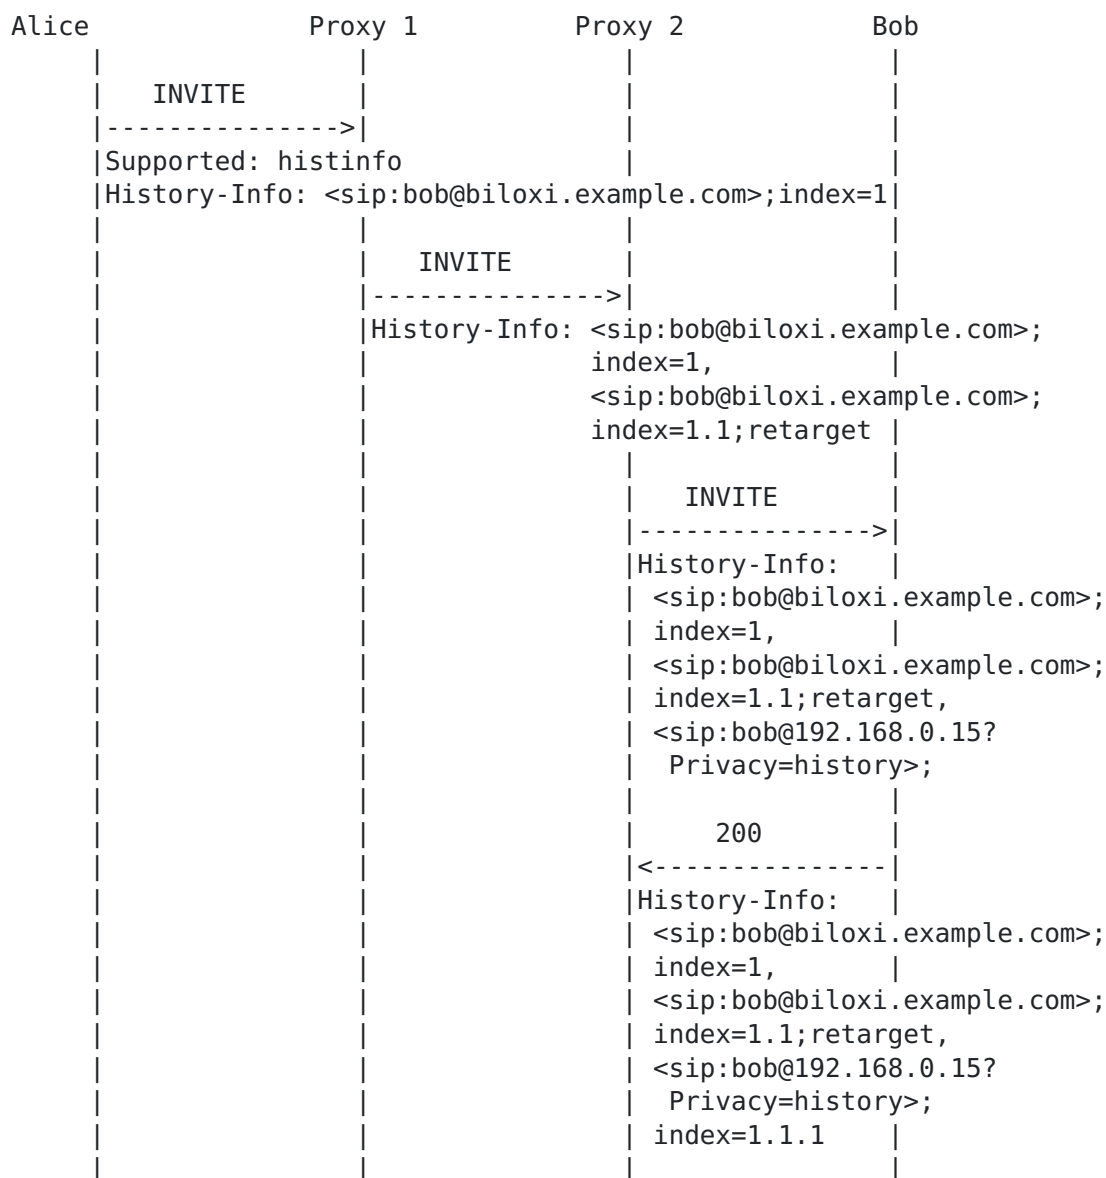 Alice Proxy 1 Proxy 2 Bob
| | | |
| INVITE | | |
|--------------->| | |
|Supported: histinfo | |
|History-Info: <sip:bob@biloxi.example.com>;index=1|
| | | |
| | INVITE | |
| |--------------->| |
| |History-Info: <sip:bob@biloxi.example.com>;
| | index=1, |
| | <sip:bob@biloxi.example.com>;
| | index=1.1;retarget |
| | | |
| | | INVITE |
| | |--------------->|
| | |History-Info: |
| | | <sip:bob@biloxi.example.com>;
| | | index=1, |
| | | <sip:bob@biloxi.example.com>;
| | | index=1.1;retarget,
| | | <sip:bob@192.168.0.15?
| | | Privacy=history>;
| | | |
| | | 200 |
| | |<---------------|
| | |History-Info: |
| | | <sip:bob@biloxi.example.com>;
| | | index=1, |
| | | <sip:bob@biloxi.example.com>;
| | | index=1.1;retarget,
| | | <sip:bob@192.168.0.15?
| | | Privacy=history>;
| | | index=1.1.1 |
| | | |